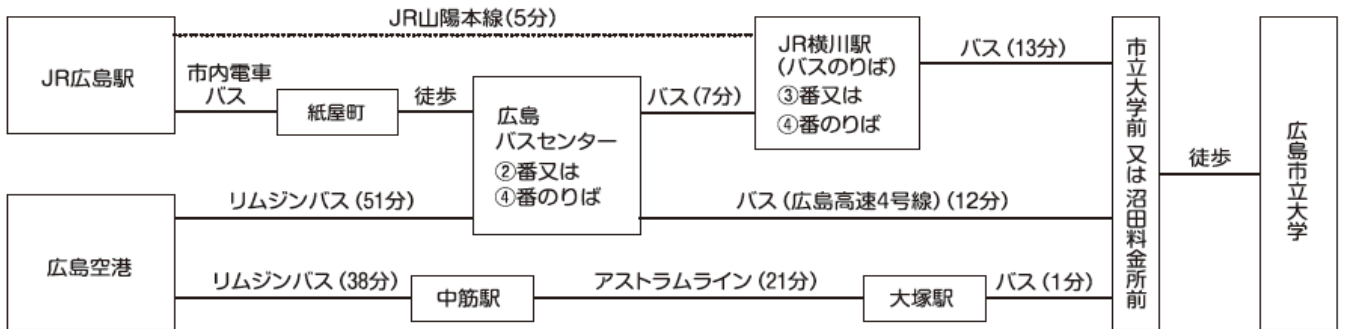 JR山陽本線(5分)
JR広島駅
市内電車
バス
紙屋町
徒歩
広島
バスセンター
②番又は
④番のりば
バス(7分)
JR横川駅
(バスのりば)
③番又は
④番のりば
バス(13分)
広島空港
リムジンバス(51分)
バス(広島高速4号線)(12分)
リムジンバス(38分)
中筋駅
アストラムライン(21分)
大塚駅
バス(1分)
市立大学前 又は 沼田料金所前
徒歩
広島市立大学